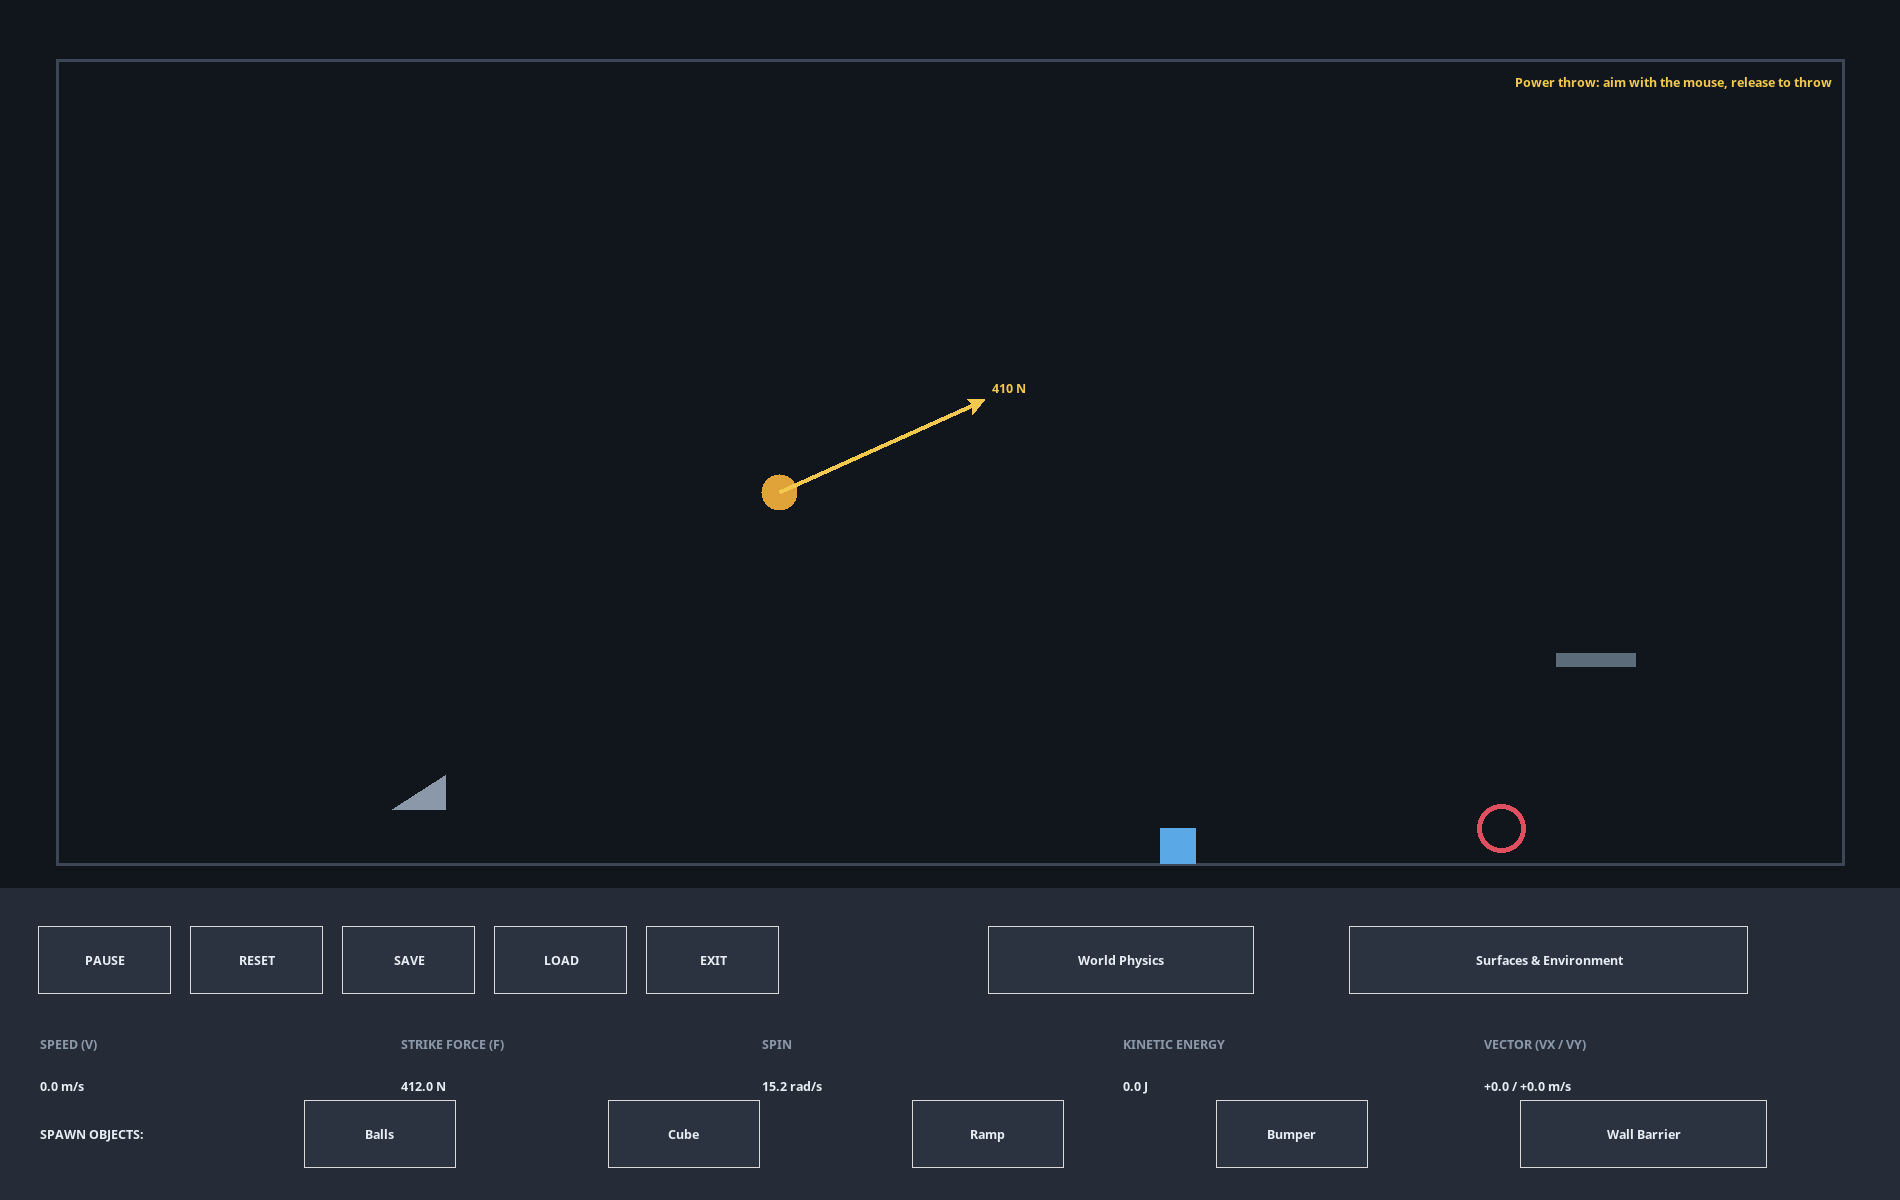 Power throw: aim with the mouse, release to throw
410 N
PAUSE
RESET
SAVE
LOAD
EXIT
World Physics
Surfaces & Environment
SPEED (V)
STRIKE FORCE (F)
SPIN
KINETIC ENERGY
VECTOR (VX / VY)
0.0 m/s
412.0 N
15.2 rad/s
0.0 J
+0.0 / +0.0 m/s
SPAWN OBJECTS:
Balls
Cube
Ramp
Bumper
Wall Barrier